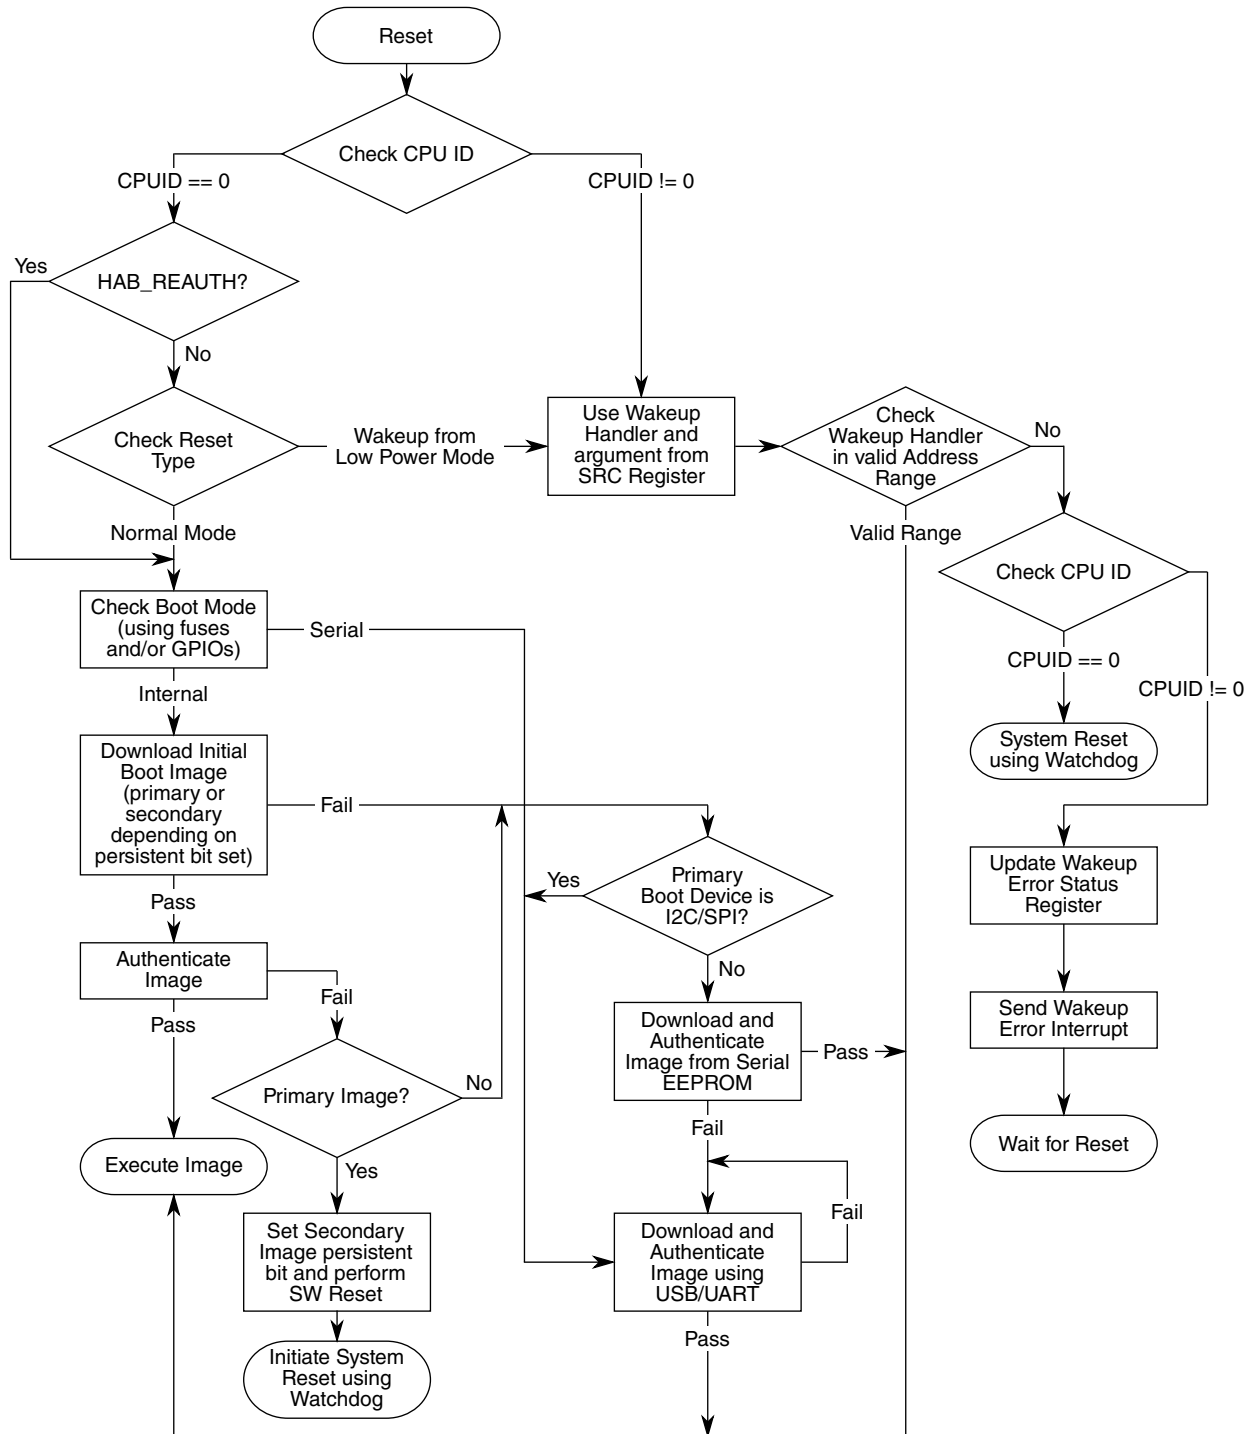 Reset
Check CPU ID
CPUID == 0
CPUID != 0
Yes
HAB_REAUTH?
No
Check Reset
Type
Wakeup from
Low Power Mode
Use Wakeup
Handler and
argument from
SRC Register
Check
Wakeup Handler
in valid Address
Range
No
Normal Mode
Valid Range
Check CPU ID
Check Boot Mode
(using fuses
and/or GPIOs)
Serial
CPUID == 0
CPUID != 0
Internal
System Reset
using Watchdog
Download Initial
Boot Image
(primary or
secondary
depending on
persistent bit set)
Fail
Primary
Boot Device is
I2C/SPI?
Yes
Update Wakeup
Error Status
Register
Pass
No
Authenticate
Image
Fail
Pass
Download and
Authenticate
Image from Serial
EEPROM
Pass
Send Wakeup
Error Interrupt
Primary Image?
No
Fail
Wait for Reset
Execute Image
Yes
Set Secondary
Image persistent
bit and perform
SW Reset
Download and
Authenticate
Image using
USB/UART
Fail
Pass
Initiate System
Reset using
Watchdog